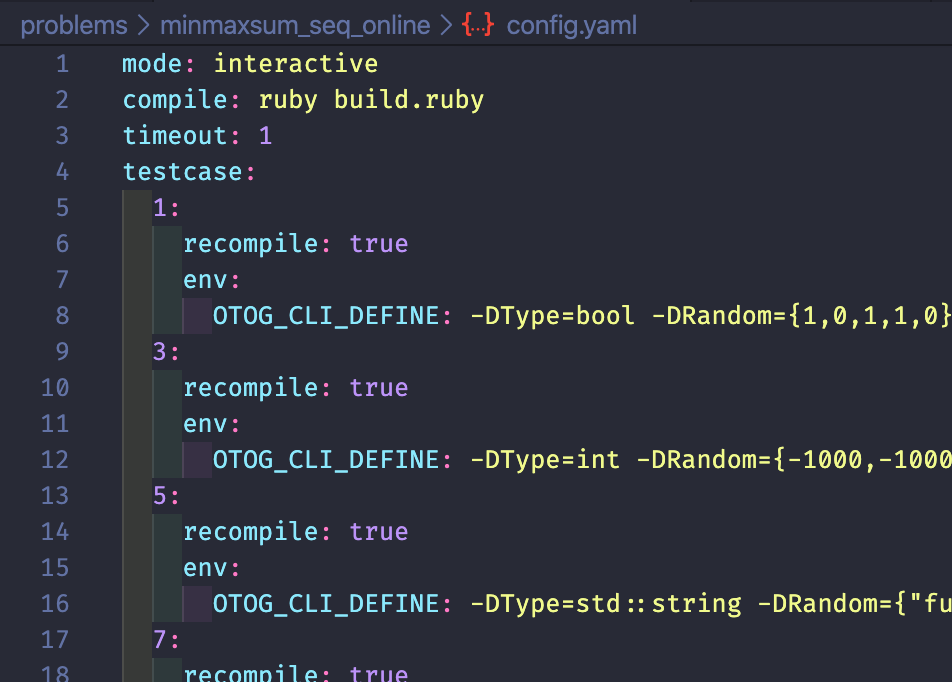 problems > minmaxsum_seq_online > {..} config.yaml
1 mode: interactive
2 compile: ruby build.ruby
3 timeout: 1
4 testcase:
5 1:
6 recompile: true
7 env:
8 OTOG_CLI_DEFINE: -DType=bool -DRandom={1,0,1,1,0}
9 3:
10 recompile: true
11 env:
12 OTOG_CLI_DEFINE: -DType=int -DRandom={-1000,-1000
13 5:
14 recompile: true
15 env:
16 OTOG_CLI_DEFINE: -DType=std::string -DRandom={"fu
17 7:
18 recompile: true